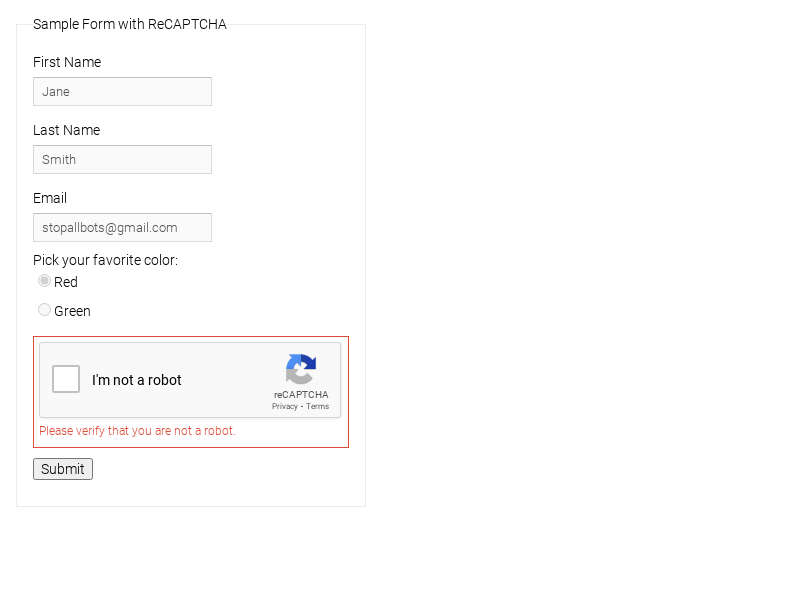 Sample Form with ReCAPTCHA
First Name
Jane
Last Name
Smith
Email
stopallbots@gmail.com
Pick your favorite color:
Red
Green
I'm not a robot
reCAPTCHA
Privacy - Terms
Please verify that you are not a robot.
Submit